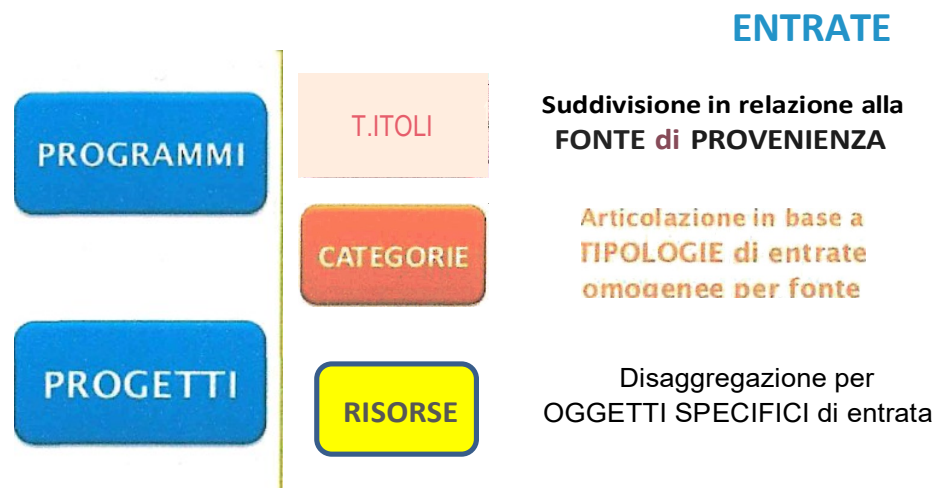 ENTRATE
PROGRAMMI
T.ITOLI
Suddivisione in relazione alla
FONTE di PROVENIENZA
CATEGORIE
Articolazione in base a
TIPOLOGIE di entrate
omogenee per fonte
PROGETTI
RISORSE
Disaggregazione per
OGGETTI SPECIFICI di entrata